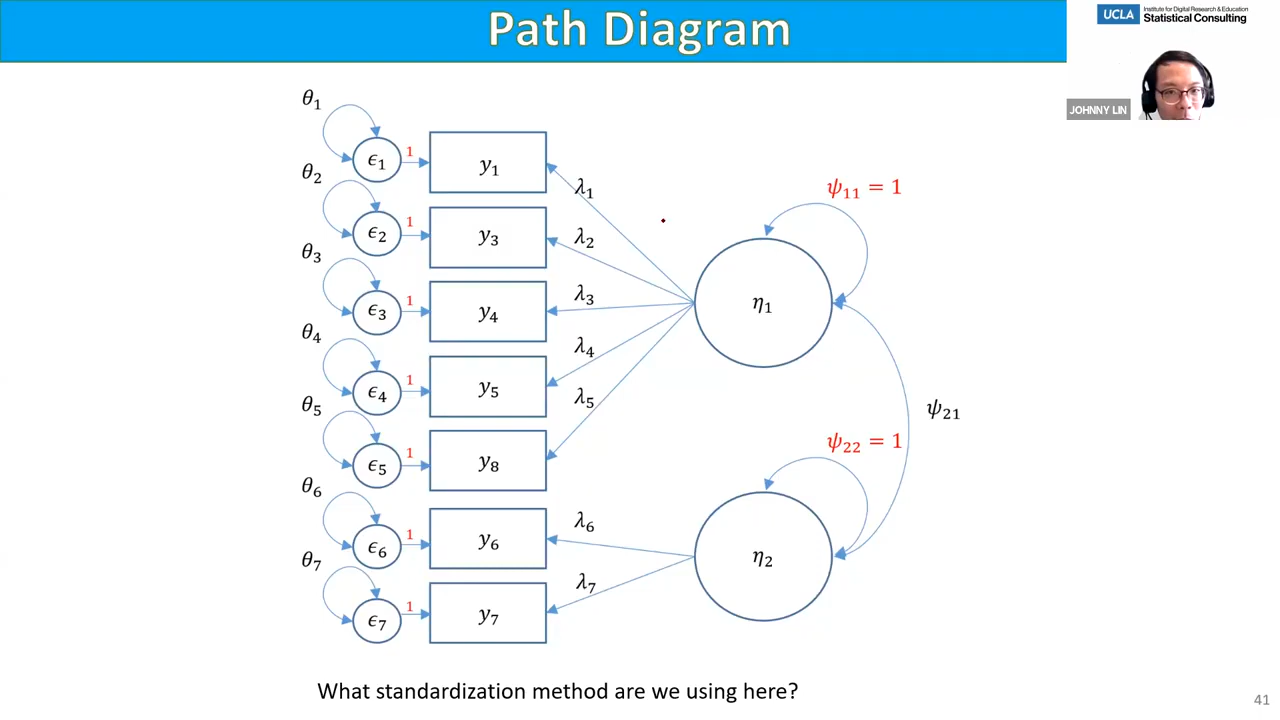 Path Diagram
UCLA
Institute for Digital Research & Education
Statistical Consulting
JOHNNY LIN
θ₁
ϵ₁
1
y₁
λ₁
θ₂
ϵ₂
1
y₃
λ₂
θ₃
ϵ₃
1
y₄
λ₃
θ₄
ϵ₄
1
y₅
λ₄
θ₅
ϵ₅
1
y₈
λ₅
θ₆
ϵ₆
1
y₆
λ₆
θ₇
ϵ₇
1
y₇
λ₇
ψ₁₁ = 1
η₁
ψ₂₁
ψ₂₂ = 1
η₂
What standardization method are we using here?
41